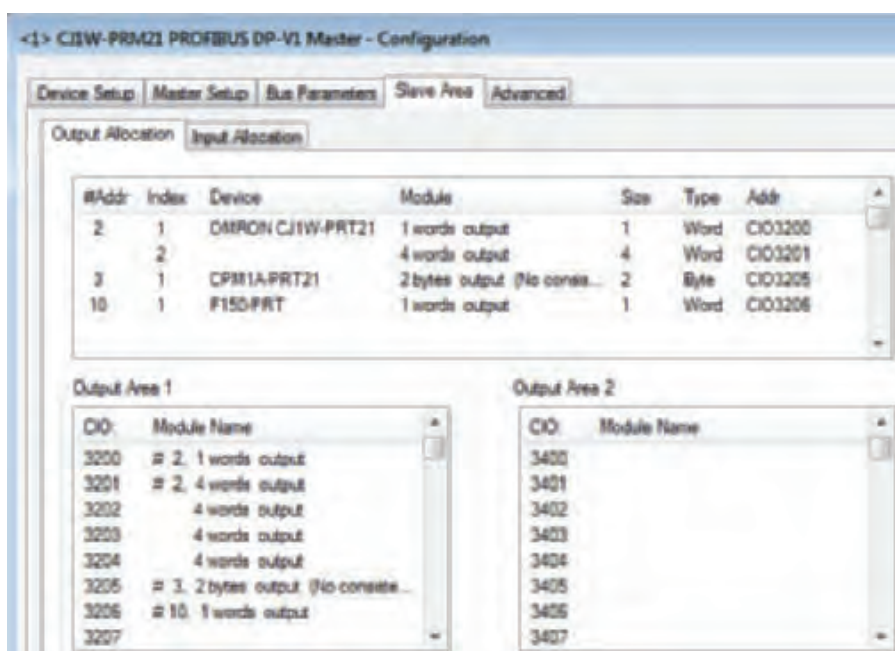 <1> CJ1W-PRM21 PROFIBUS DP-V1 Master - Configuration
Device Setup Master Setup Bus Parameters Slave Area Advanced
Output Allocation Input Allocation
#Addr Index Device Module Size Type Addr
2 1 OMRON CJ1W-PRT21 1 words output 1 Word CIO3200
2 4 words output 4 Word CIO3201
3 1 CPM1A-PRT21 2 bytes output (No consis... 2 Byte CIO3205
10 1 F150-PRT 1 words output 1 Word CIO3206
Output Area 1 Output Area 2
CIO: Module Name CIO: Module Name
3200 # 2, 1 words output 3400
3201 # 2, 4 words output 3401
3202 4 words output 3402
3203 4 words output 3403
3204 4 words output 3404
3205 # 3, 2 bytes output (No consiste... 3405
3206 # 10, 1 words output 3406
3207 3407